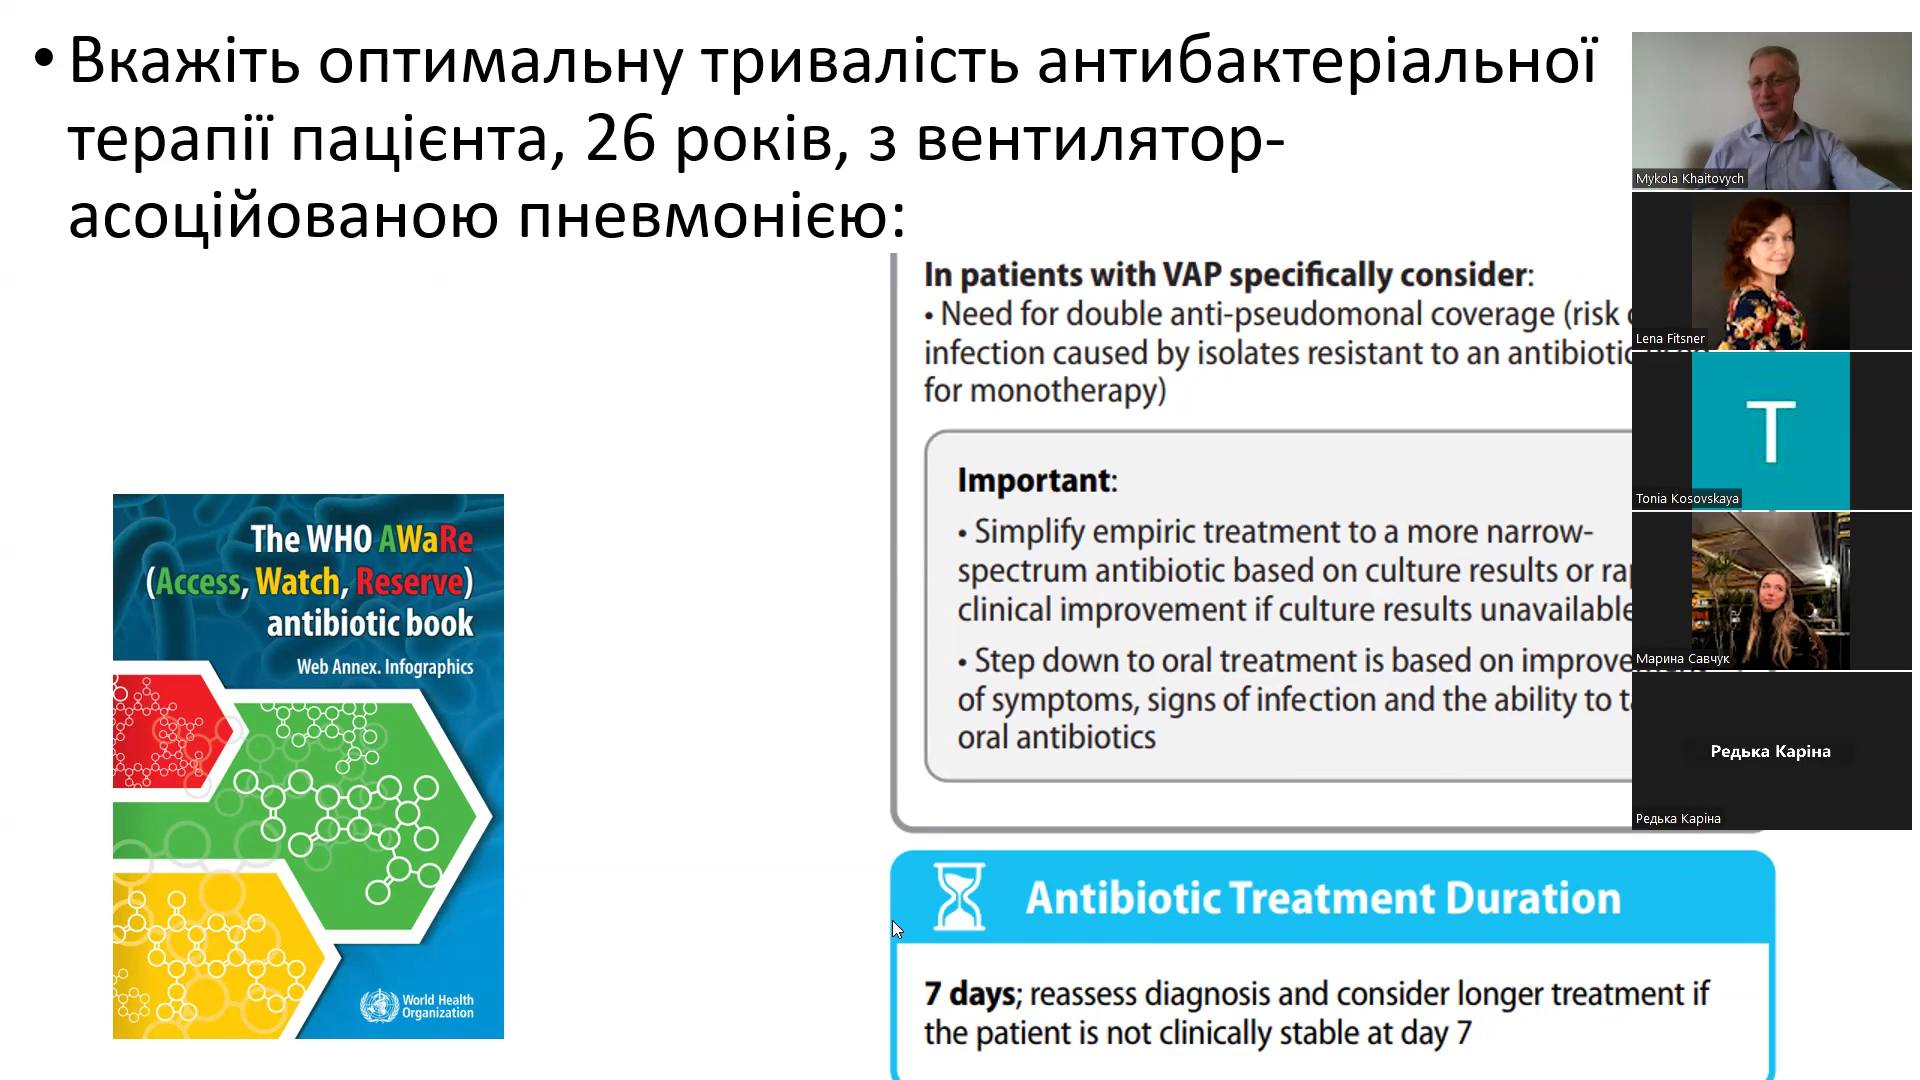 • Вкажіть оптимальну тривалість антибактеріальної
терапії пацієнта, 26 років, з вентилятор-
асоційованою пневмонією:
In patients with VAP specifically consider:
• Need for double anti-pseudomonal coverage (risk
infection caused by isolates resistant to an antibiotic
for monotherapy)
Important:
• Simplify empiric treatment to a more narrow-
spectrum antibiotic based on culture results or
clinical improvement if culture results unavailable
• Step down to oral treatment is based on
of symptoms, signs of infection and the ability to
oral antibiotics
Antibiotic Treatment Duration
7 days; reassess diagnosis and consider longer treatment if
the patient is not clinically stable at day 7
The WHO AWaRe
(Access, Watch, Reserve)
antibiotic book
Web Annex. Infographics
World Health
Organization
Mykola Khaitovych
Lena Fitsner
T
Tonia Kosovskaya
Марина Савчук
Редька Каріна
Редька Каріна